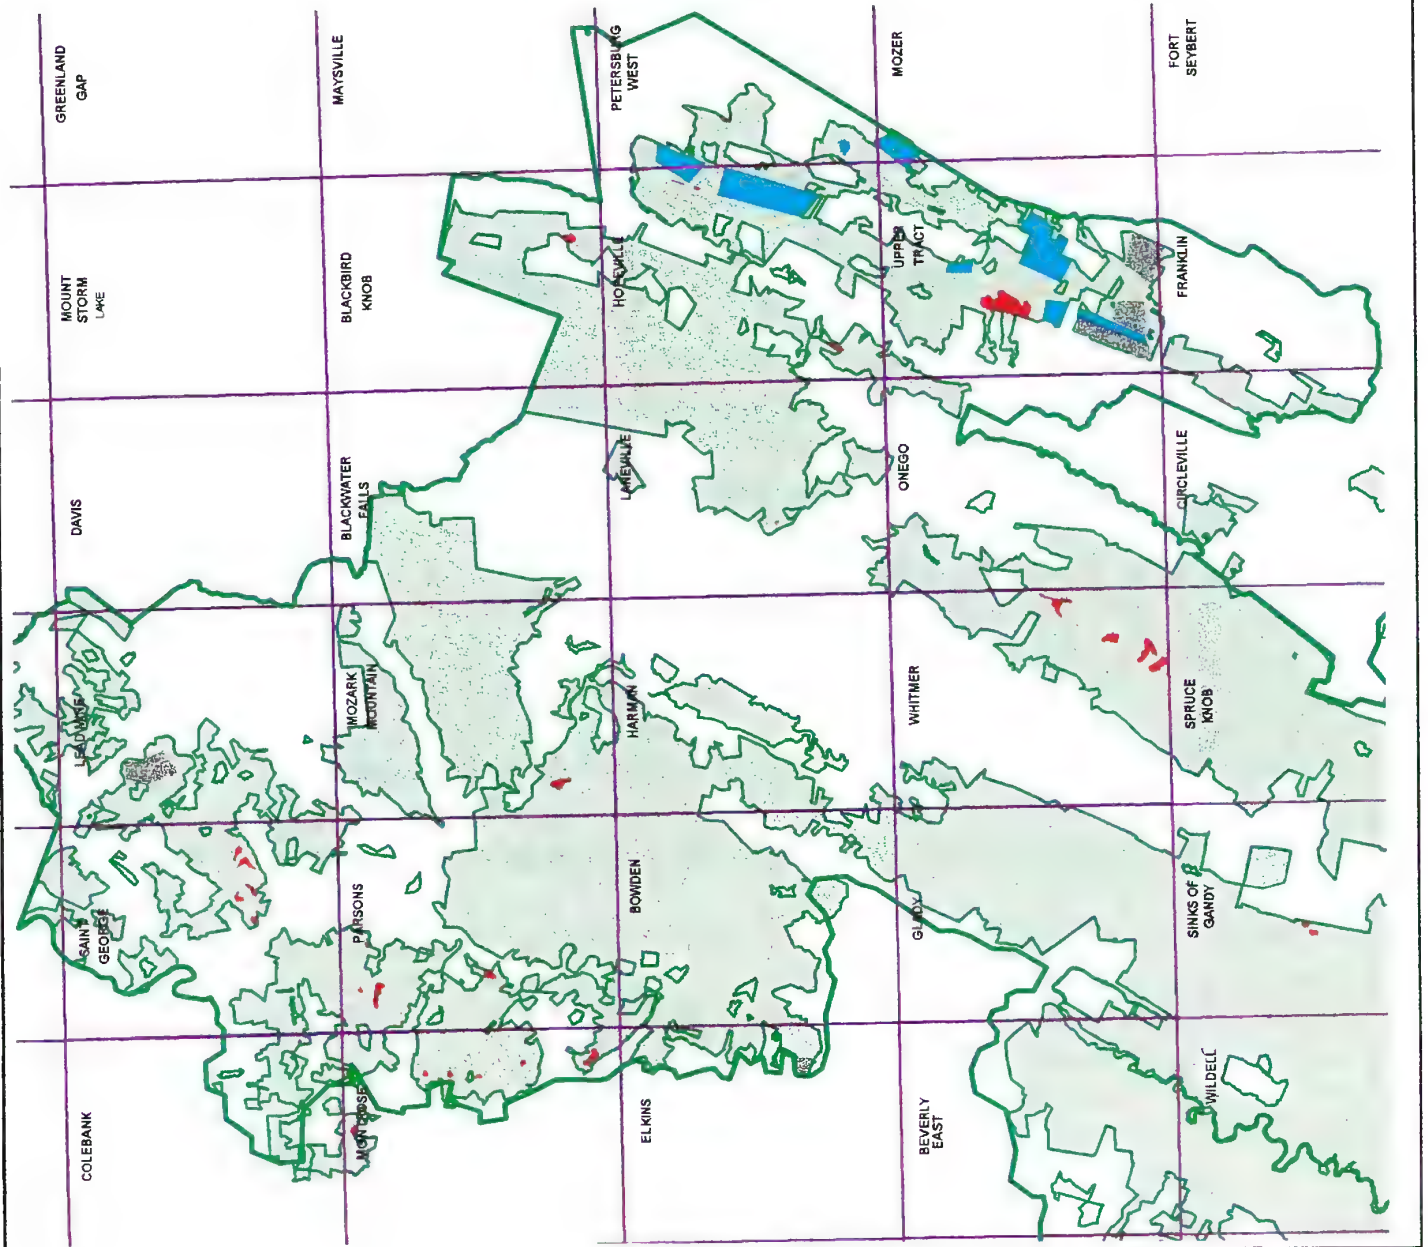 GREENLAND
GAP
MAYSVILLE
PETERSBURG
WEST
MOZER
FORT
SEYBERT
MOUNT
STORM
LAKE
BLACKBIRD
KNOB
HOPEVILLE
UPPER
TRACT
FRANKLIN
DAVIS
BLACKWATER
FALLS
LANEVILLE
ONEGO
CIRCLEVILLE
LEADMINE
MOZARK
MOUNTAIN
HARMAN
WHITMER
SPRUCE
KNOB
SAINT
GEORGE
PARSONS
BOWDEN
GLADY
SINKS OF
GANDY
COLEBANK
MONTROSE
ELKINS
BEVERLY
EAST
WILDELL